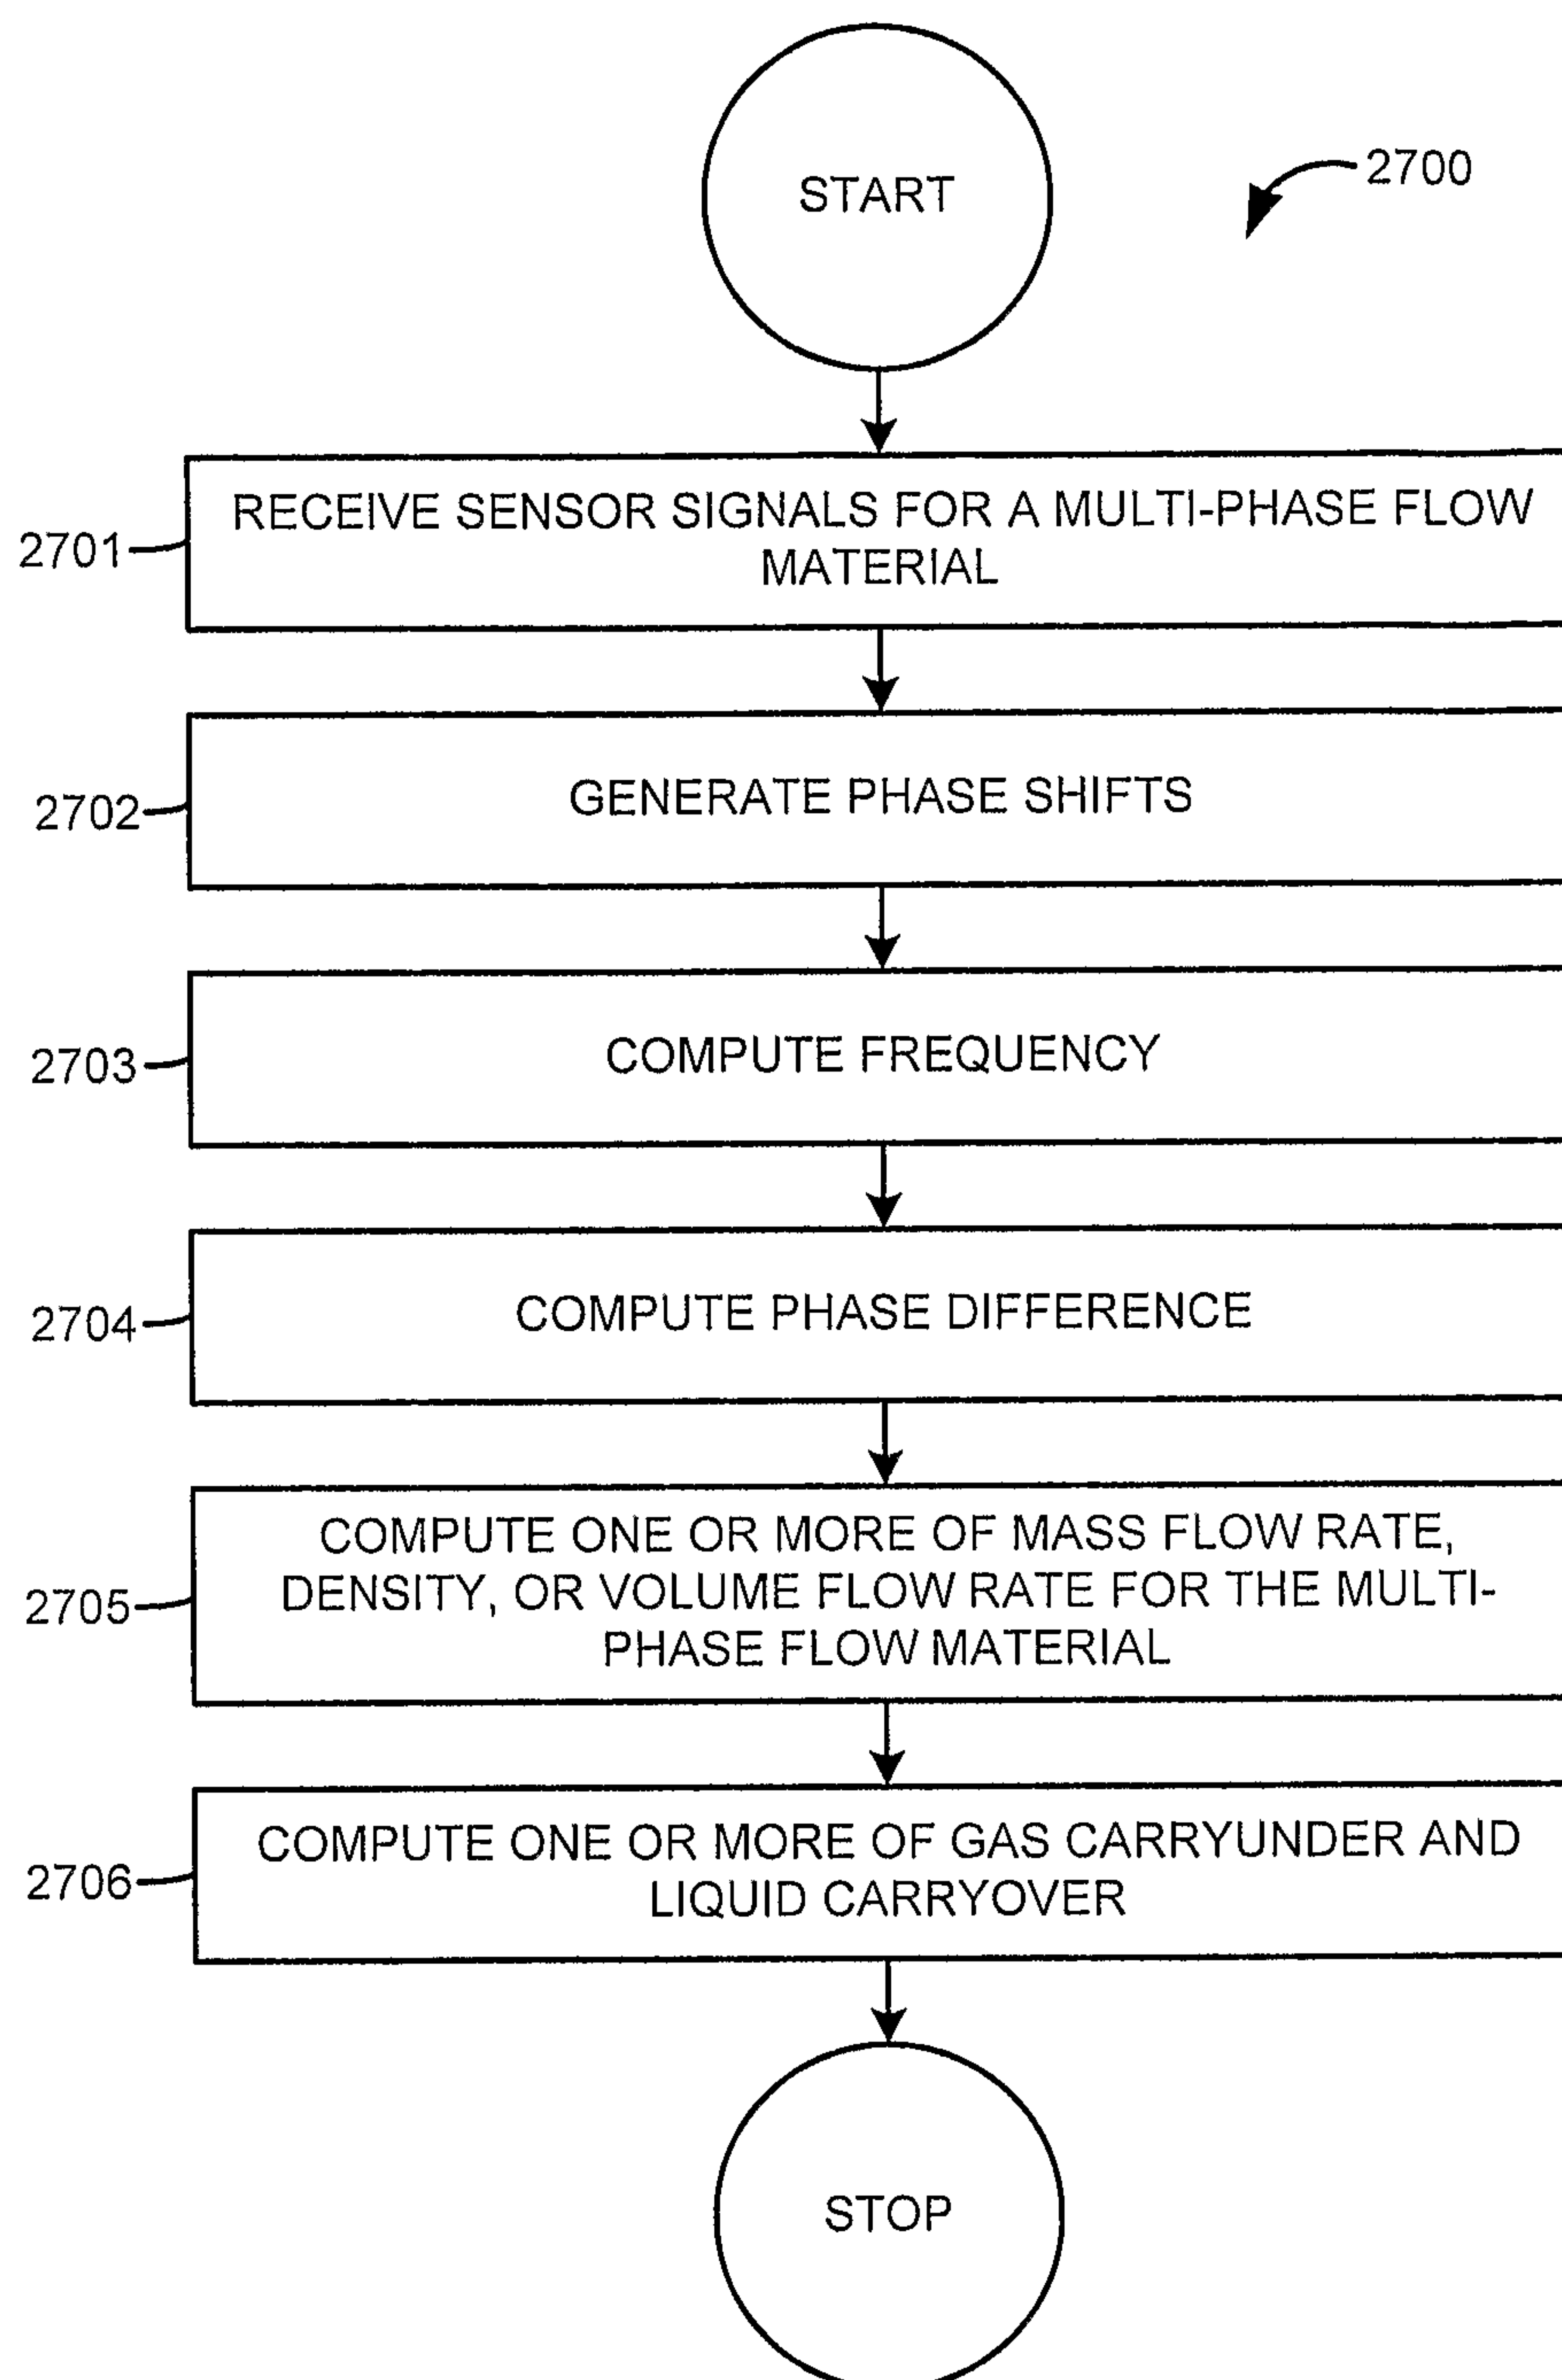 START
2700
2701
RECEIVE SENSOR SIGNALS FOR A MULTI-PHASE FLOW
MATERIAL
2702
GENERATE PHASE SHIFTS
2703
COMPUTE FREQUENCY
2704
COMPUTE PHASE DIFFERENCE
2705
COMPUTE ONE OR MORE OF MASS FLOW RATE,
DENSITY, OR VOLUME FLOW RATE FOR THE MULTI-
PHASE FLOW MATERIAL
2706
COMPUTE ONE OR MORE OF GAS CARRYUNDER AND
LIQUID CARRYOVER
STOP